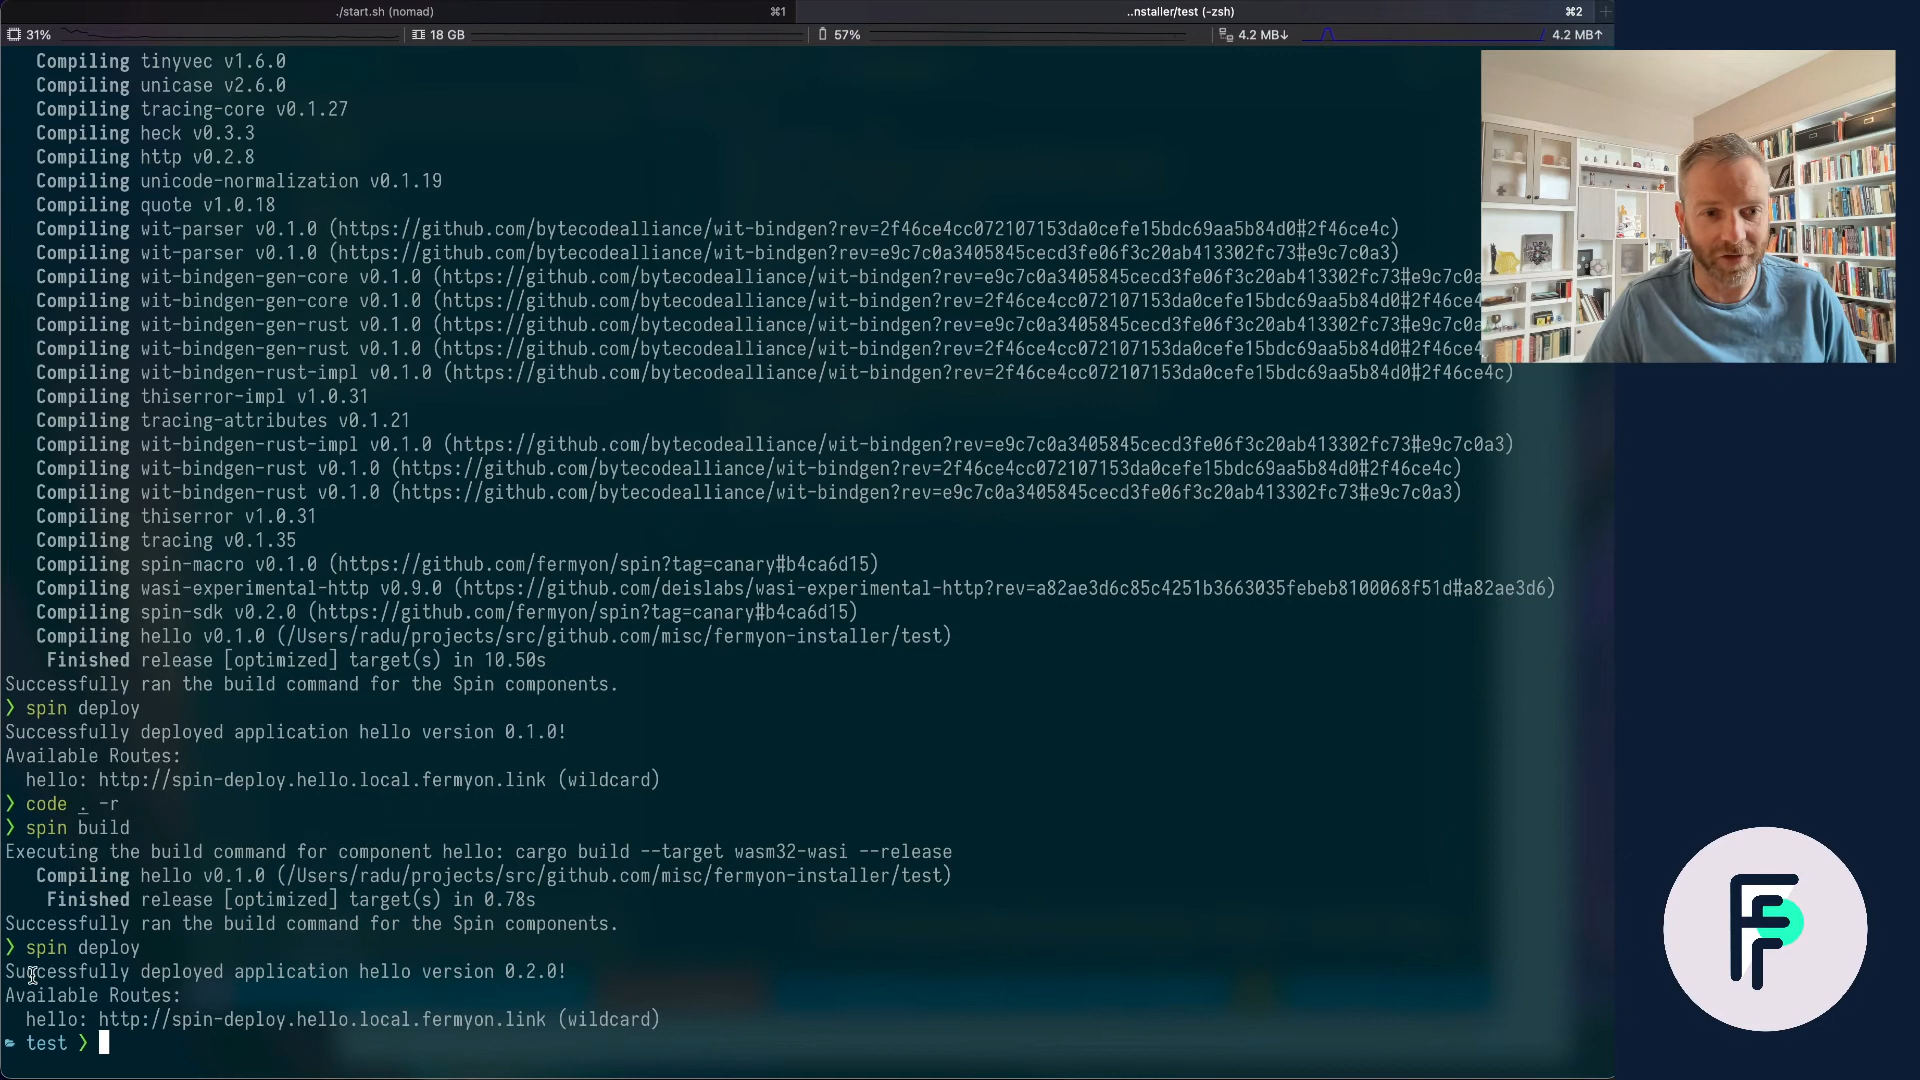 ./start.sh (nomad)
⌘1
..nstaller/test (-zsh)
⌘2
31%
18 GB
57%
4.2 MB↓
4.2 MB↑
Compiling tinyvec v1.6.0
Compiling unicase v2.6.0
Compiling tracing-core v0.1.27
Compiling heck v0.3.3
Compiling http v0.2.8
Compiling unicode-normalization v0.1.19
Compiling quote v1.0.18
Compiling wit-parser v0.1.0 (https://github.com/bytecodealliance/wit-bindgen?rev=2f46ce4cc072107153da0cefe15bdc69aa5b84d0#2f46ce4c)
Compiling wit-parser v0.1.0 (https://github.com/bytecodealliance/wit-bindgen?rev=e9c7c0a3405845cecd3fe06f3c20ab413302fc73#e9c7c0a3)
Compiling wit-bindgen-gen-core v0.1.0 (https://github.com/bytecodealliance/wit-bindgen?rev=e9c7c0a3405845cecd3fe06f3c20ab413302fc73#e9c7c0a
Compiling wit-bindgen-gen-core v0.1.0 (https://github.com/bytecodealliance/wit-bindgen?rev=2f46ce4cc072107153da0cefe15bdc69aa5b84d0#2f46ce4
Compiling wit-bindgen-gen-rust v0.1.0 (https://github.com/bytecodealliance/wit-bindgen?rev=e9c7c0a3405845cecd3fe06f3c20ab413302fc73#e9c7c0a
Compiling wit-bindgen-gen-rust v0.1.0 (https://github.com/bytecodealliance/wit-bindgen?rev=2f46ce4cc072107153da0cefe15bdc69aa5b84d0#2f46ce4
Compiling wit-bindgen-rust-impl v0.1.0 (https://github.com/bytecodealliance/wit-bindgen?rev=2f46ce4cc072107153da0cefe15bdc69aa5b84d0#2f46ce4c)
Compiling thiserror-impl v1.0.31
Compiling tracing-attributes v0.1.21
Compiling wit-bindgen-rust-impl v0.1.0 (https://github.com/bytecodealliance/wit-bindgen?rev=e9c7c0a3405845cecd3fe06f3c20ab413302fc73#e9c7c0a3)
Compiling wit-bindgen-rust v0.1.0 (https://github.com/bytecodealliance/wit-bindgen?rev=2f46ce4cc072107153da0cefe15bdc69aa5b84d0#2f46ce4c)
Compiling wit-bindgen-rust v0.1.0 (https://github.com/bytecodealliance/wit-bindgen?rev=e9c7c0a3405845cecd3fe06f3c20ab413302fc73#e9c7c0a3)
Compiling thiserror v1.0.31
Compiling tracing v0.1.35
Compiling spin-macro v0.1.0 (https://github.com/fermyon/spin?tag=canary#b4ca6d15)
Compiling wasi-experimental-http v0.9.0 (https://github.com/deislabs/wasi-experimental-http?rev=a82ae3d6c85c4251b3663035febeb8100068f51d#a82ae3d6)
Compiling spin-sdk v0.2.0 (https://github.com/fermyon/spin?tag=canary#b4ca6d15)
Compiling hello v0.1.0 (/Users/radu/projects/src/github.com/misc/fermyon-installer/test)
Finished release [optimized] target(s) in 10.50s
Successfully ran the build command for the Spin components.
❯ spin deploy
Successfully deployed application hello version 0.1.0!
Available Routes:
hello: http://spin-deploy.hello.local.fermyon.link (wildcard)
❯ code . -r
❯ spin build
Executing the build command for component hello: cargo build --target wasm32-wasi --release
Compiling hello v0.1.0 (/Users/radu/projects/src/github.com/misc/fermyon-installer/test)
Finished release [optimized] target(s) in 0.78s
Successfully ran the build command for the Spin components.
❯ spin deploy
Successfully deployed application hello version 0.2.0!
Available Routes:
hello: http://spin-deploy.hello.local.fermyon.link (wildcard)
test ❯